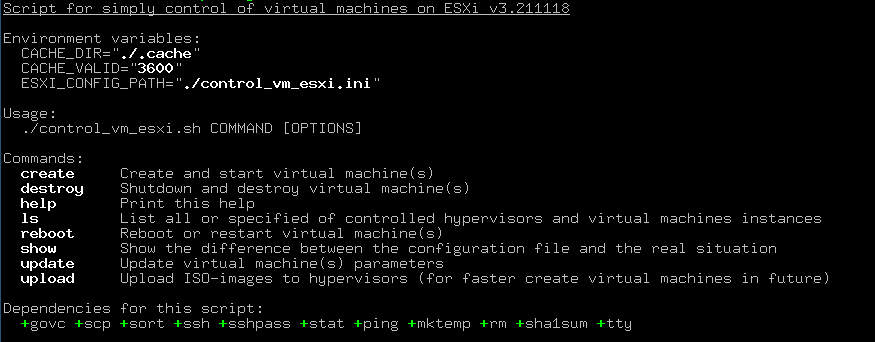 Script for simply control of virtual machines on ESXi v3.211118
Environment variables:
CACHE_DIR="./.cache"
CACHE_VALID="3600"
ESXI_CONFIG_PATH="./control_vm_esxi.ini"
Usage:
./control_vm_esxi.sh COMMAND [OPTIONS]
Commands:
create Create and start virtual machine(s)
destroy Shutdown and destroy virtual machine(s)
help Print this help
ls List all or specified of controlled hypervisors and virtual machines instances
reboot Reboot or restart virtual machine(s)
show Show the difference between the configuration file and the real situation
update Update virtual machine(s) parameters
upload Upload ISO-images to hypervisors (for faster create virtual machines in future)
Dependencies for this script:
+govc +scp +sort +ssh +sshpass +stat +ping +mktemp +rm +sha1sum +tty